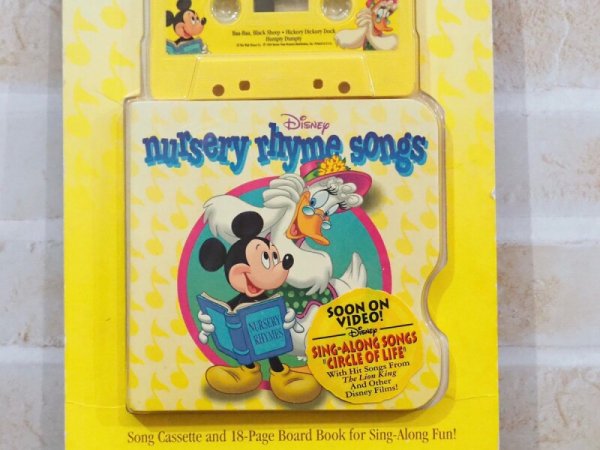 Baa-Baa, Black Sheep • Hickory Dickory Dock
Humpty Dumpty
Disney
nursery rhyme songs
NURSERY
RHYMES
SOON ON
VIDEO!
Disney
SING-ALONG SONGS
"CIRCLE OF LIFE"
With Hit Songs From
The Lion King
And Other
Disney Films!
Song Cassette and 18-Page Board Book for Sing-Along Fun!